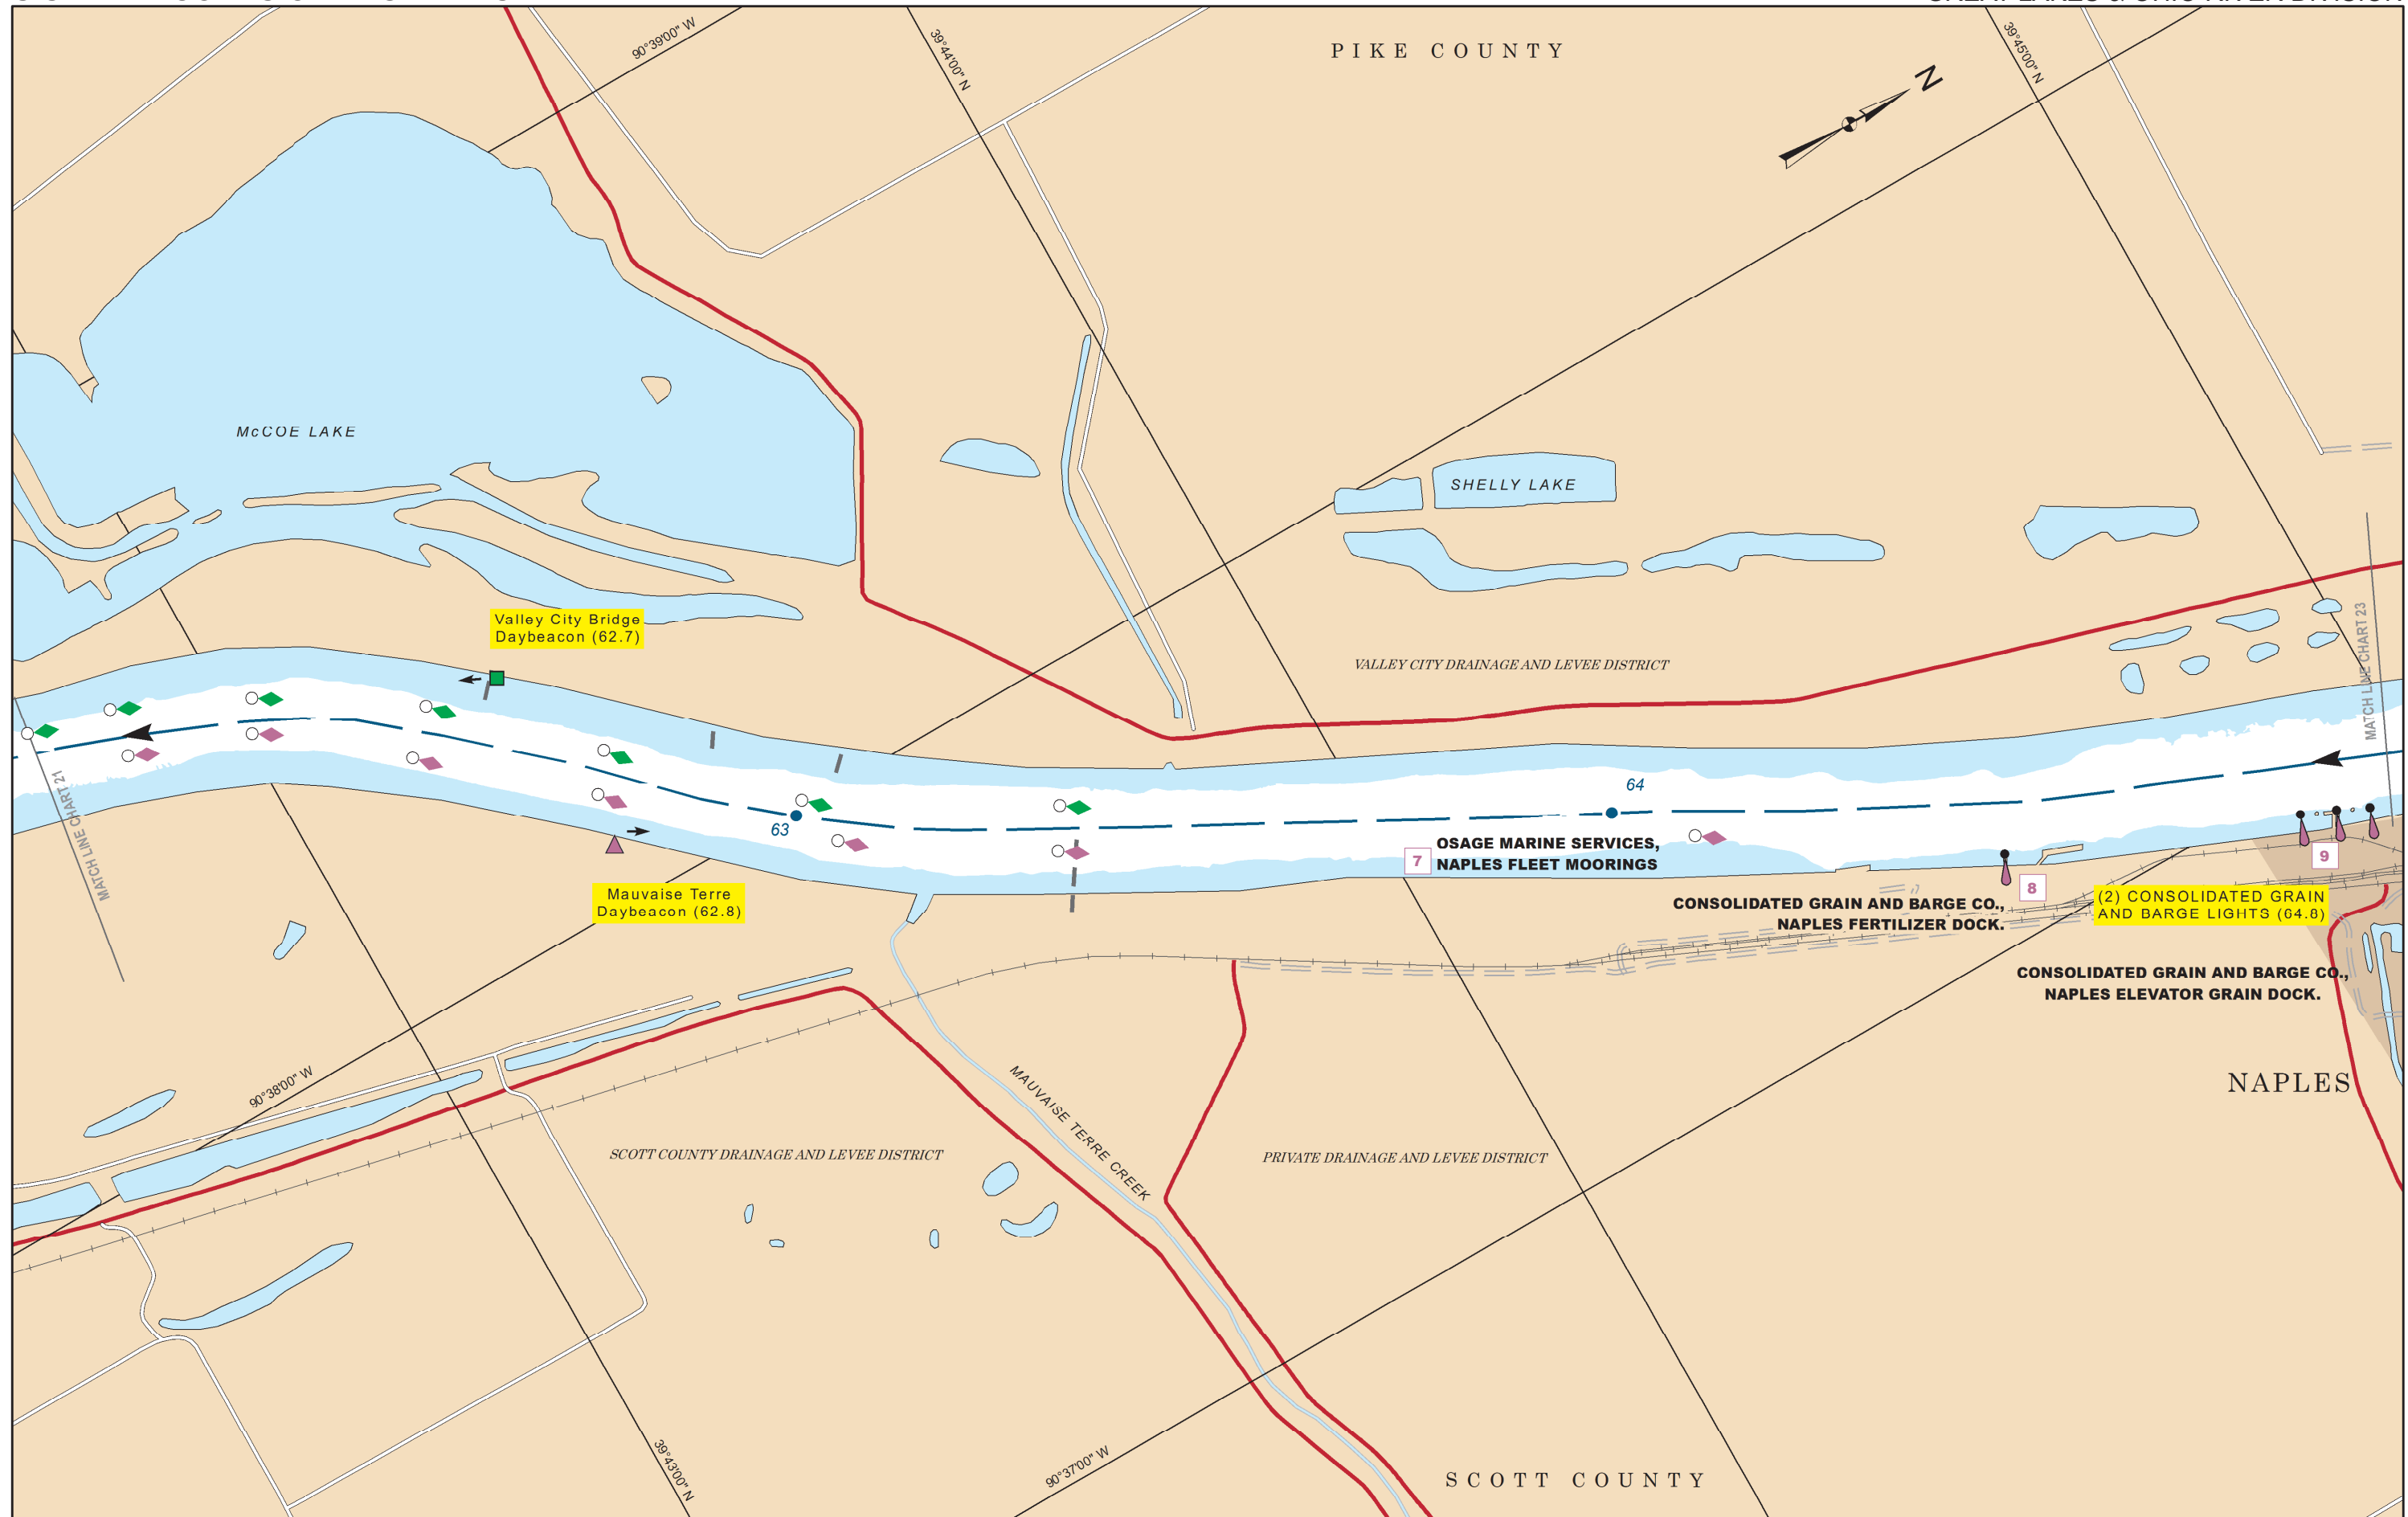 PIKE COUNTY
90°39'00" W
39°44'00" N
39°45'00" N
N
McCOE LAKE
SHELLY LAKE
Valley City Bridge
Daybeacon (62.7)
VALLEY CITY DRAINAGE AND LEVEE DISTRICT
MATCH LINE CHART 23
MATCH LINE CHART 21
64
63
7
OSAGE MARINE SERVICES,
NAPLES FLEET MOORINGS
9
8
Mauvaise Terre
Daybeacon (62.8)
CONSOLIDATED GRAIN AND BARGE CO.,
NAPLES FERTILIZER DOCK.
(2) CONSOLIDATED GRAIN
AND BARGE LIGHTS (64.8)
CONSOLIDATED GRAIN AND BARGE CO.,
NAPLES ELEVATOR GRAIN DOCK.
90°38'00" W
NAPLES
MAUVAISE TERRE CREEK
SCOTT COUNTY DRAINAGE AND LEVEE DISTRICT
PRIVATE DRAINAGE AND LEVEE DISTRICT
39°43'00" N
90°37'00" W
SCOTT COUNTY